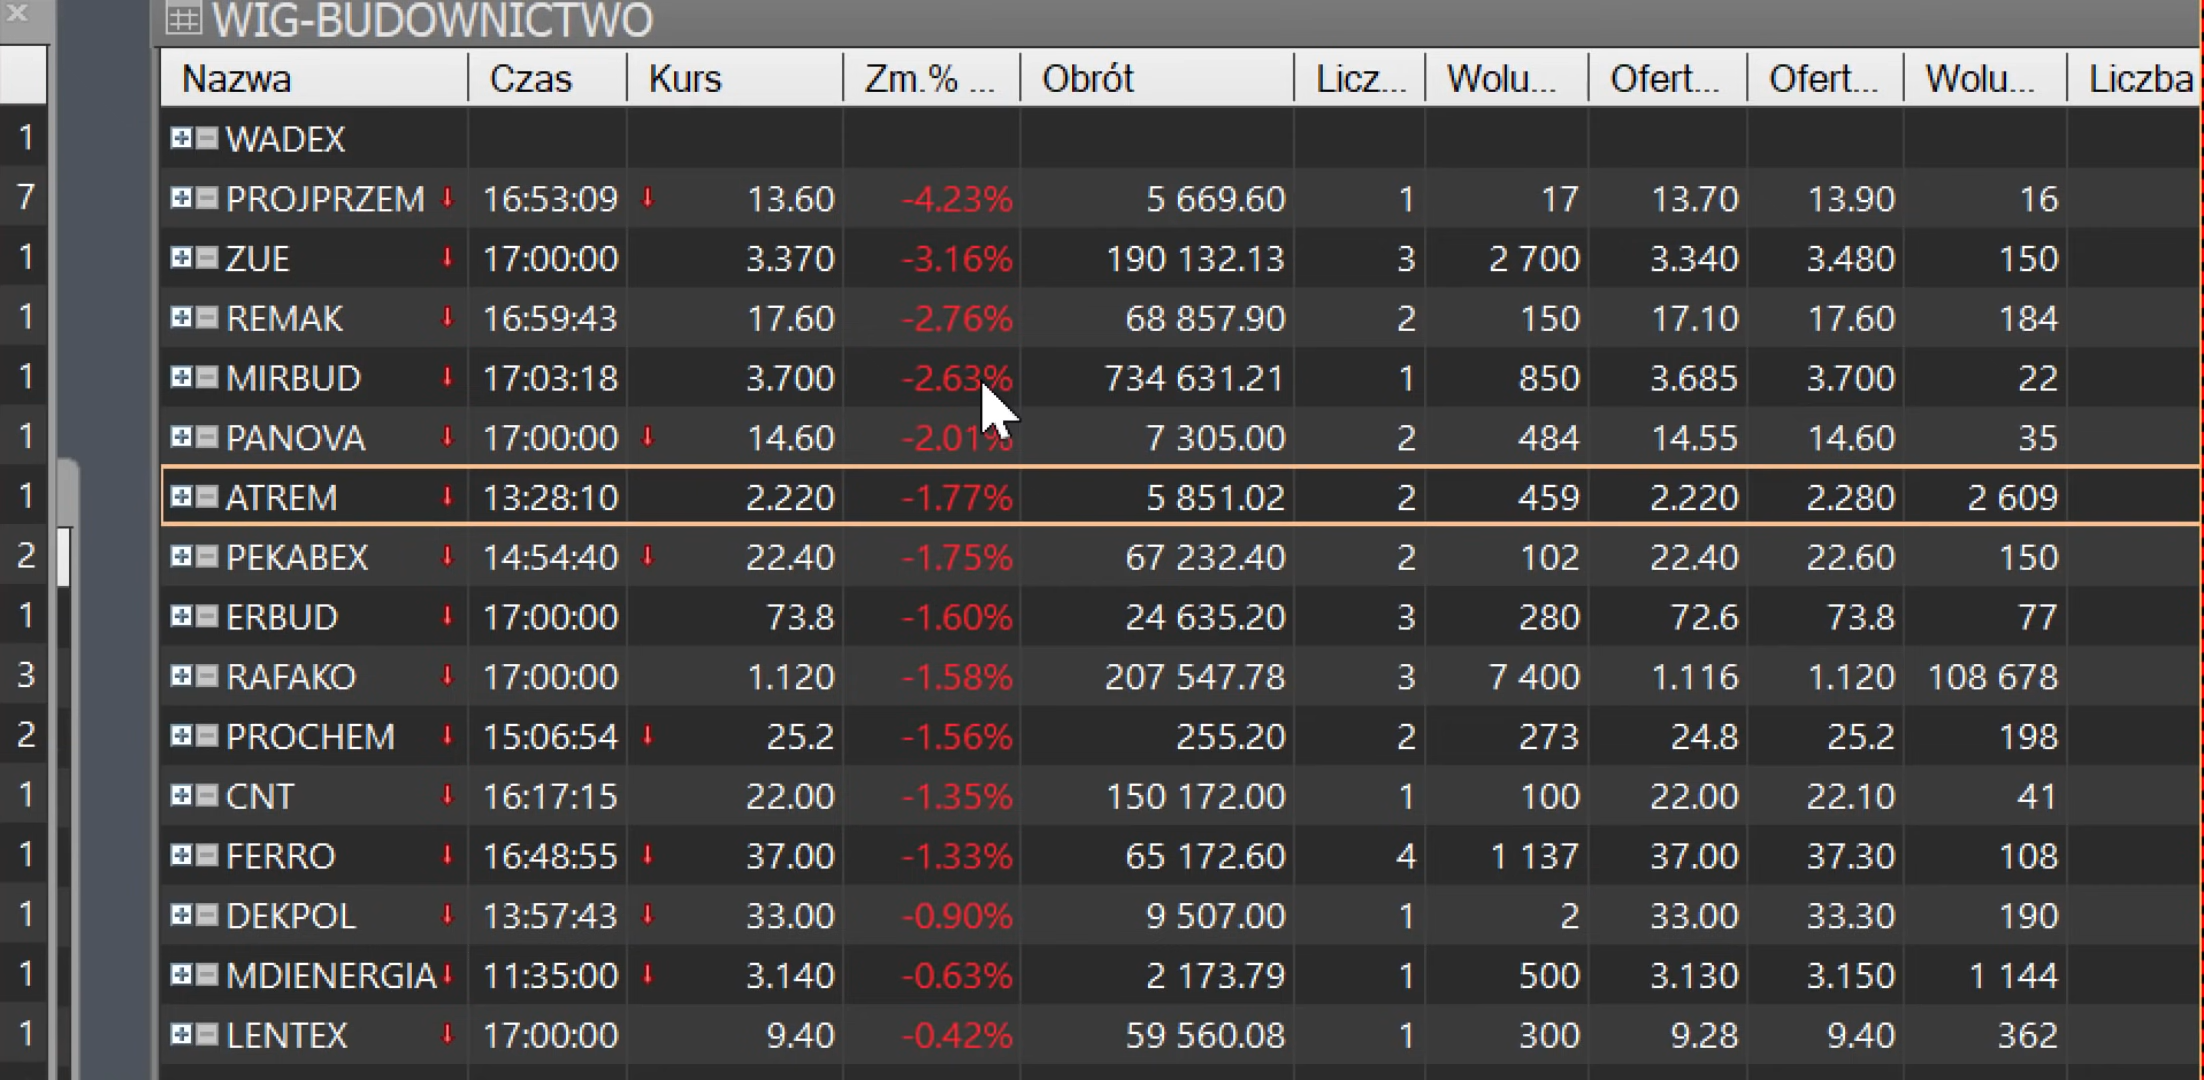 WIG-BUDOWNICTWO
Nazwa Czas Kurs Zm.% ... Obrót Licz... Wolu... Ofert... Ofert... Wolu... Liczba
1 WADEX
7 PROJPRZEM 16:53:09 13.60 -4.23% 5 669.60 1 17 13.70 13.90 16
1 ZUE 17:00:00 3.370 -3.16% 190 132.13 3 2 700 3.340 3.480 150
1 REMAK 16:59:43 17.60 -2.76% 68 857.90 2 150 17.10 17.60 184
1 MIRBUD 17:03:18 3.700 -2.63% 734 631.21 1 850 3.685 3.700 22
1 PANOVA 17:00:00 14.60 -2.01% 7 305.00 2 484 14.55 14.60 35
1 ATREM 13:28:10 2.220 -1.77% 5 851.02 2 459 2.220 2.280 2 609
2 PEKABEX 14:54:40 22.40 -1.75% 67 232.40 2 102 22.40 22.60 150
1 ERBUD 17:00:00 73.8 -1.60% 24 635.20 3 280 72.6 73.8 77
3 RAFAKO 17:00:00 1.120 -1.58% 207 547.78 3 7 400 1.116 1.120 108 678
2 PROCHEM 15:06:54 25.2 -1.56% 255.20 2 273 24.8 25.2 198
1 CNT 16:17:15 22.00 -1.35% 150 172.00 1 100 22.00 22.10 41
1 FERRO 16:48:55 37.00 -1.33% 65 172.60 4 1 137 37.00 37.30 108
1 DEKPOL 13:57:43 33.00 -0.90% 9 507.00 1 2 33.00 33.30 190
1 MDIENERGIA 11:35:00 3.140 -0.63% 2 173.79 1 500 3.130 3.150 1 144
1 LENTEX 17:00:00 9.40 -0.42% 59 560.08 1 300 9.28 9.40 362